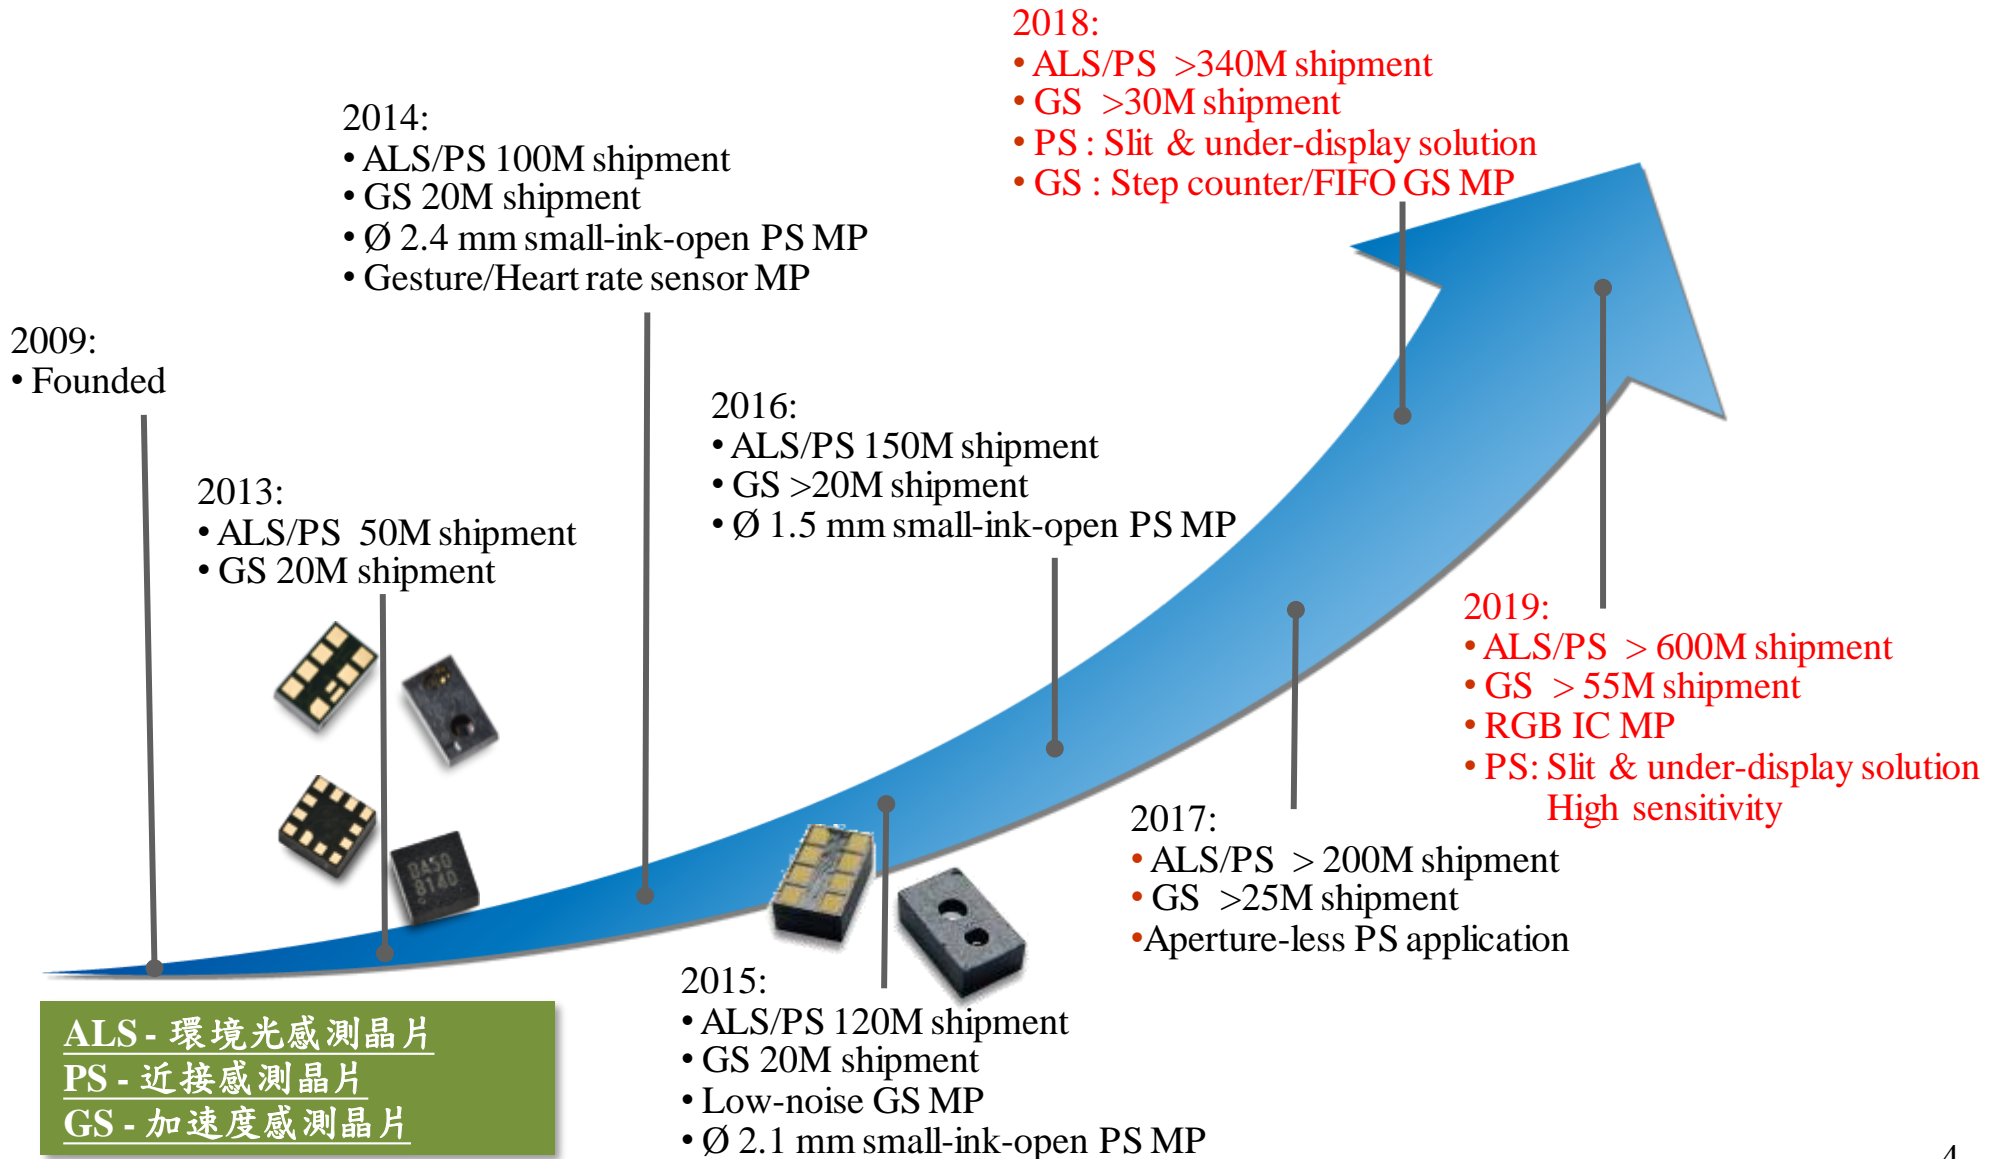 2009:
• Founded
2013:
• ALS/PS 50M shipment
• GS 20M shipment
2014:
• ALS/PS 100M shipment
• GS 20M shipment
• Ø 2.4 mm small-ink-open PS MP
• Gesture/Heart rate sensor MP
2015:
• ALS/PS 120M shipment
• GS 20M shipment
• Low-noise GS MP
• Ø 2.1 mm small-ink-open PS MP
2016:
• ALS/PS 150M shipment
• GS >20M shipment
• Ø 1.5 mm small-ink-open PS MP
2017:
• ALS/PS > 200M shipment
• GS >25M shipment
•Aperture-less PS application
2018:
• ALS/PS >340M shipment
• GS >30M shipment
• PS : Slit & under-display solution
• GS : Step counter/FIFO GS MP
2019:
• ALS/PS > 600M shipment
• GS > 55M shipment
• RGB IC MP
• PS: Slit & under-display solution
High sensitivity
ALS - 環境光感測晶片
PS - 近接感測晶片
GS - 加速度感測晶片
4